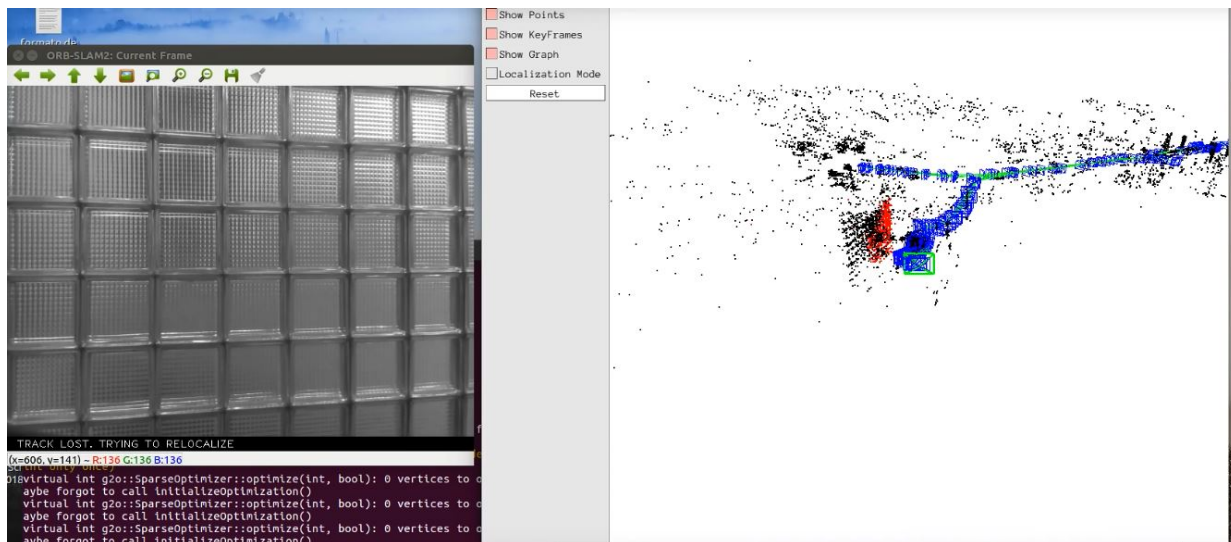 formato de
ORB-SLAM2: Current Frame
TRACK LOST. TRYING TO RELOCALIZE
(x=606, y=141) ~ R:136 G:136 B:136
only once)
018virtual int g2o::SparseOptimizer::optimize(int, bool): 0 vertices to o
aybe forgot to call initializeOptimization()
virtual int g2o::SparseOptimizer::optimize(int, bool): 0 vertices to o
aybe forgot to call initializeOptimization()
virtual int g2o::SparseOptimizer::optimize(int, bool): 0 vertices to o
aybe forgot to call initializeOptimization()
Show Points
Show KeyFrames
Show Graph
Localization Mode
Reset